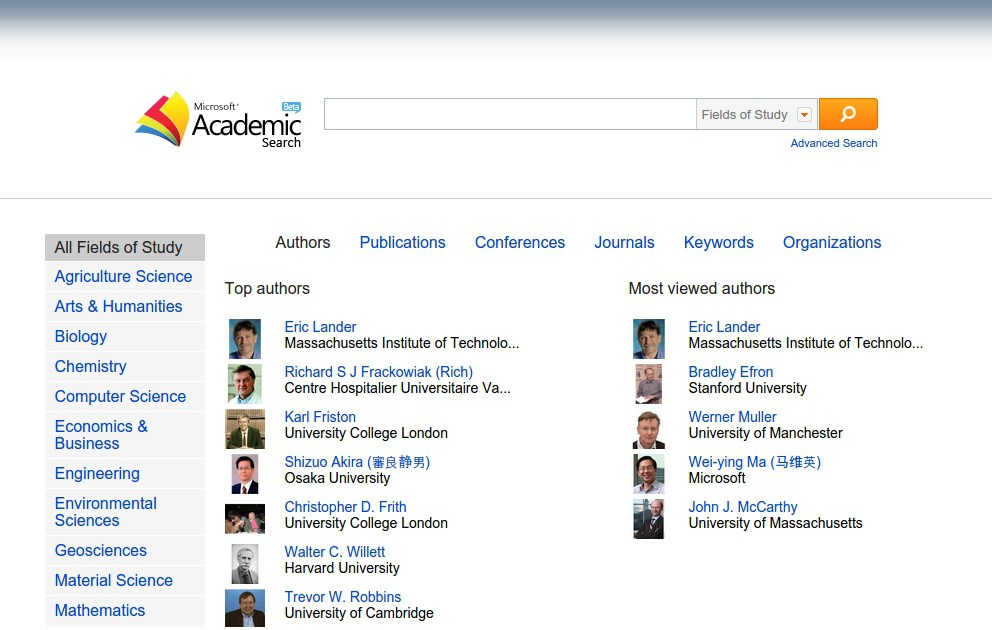 Microsoft®
Beta
Academic
Search
Fields of Study
Advanced Search
All Fields of Study
Agriculture Science
Arts & Humanities
Biology
Chemistry
Computer Science
Economics &
Business
Engineering
Environmental
Sciences
Geosciences
Material Science
Mathematics
Authors Publications Conferences Journals Keywords Organizations
Top authors
Eric Lander
Massachusetts Institute of Technolo...
Richard S J Frackowiak (Rich)
Centre Hospitalier Universitaire Va...
Karl Friston
University College London
Shizuo Akira (審良静男)
Osaka University
Christopher D. Frith
University College London
Walter C. Willett
Harvard University
Trevor W. Robbins
University of Cambridge
Most viewed authors
Eric Lander
Massachusetts Institute of Technolo...
Bradley Efron
Stanford University
Werner Muller
University of Manchester
Wei-ying Ma (马维英)
Microsoft
John J. McCarthy
University of Massachusetts